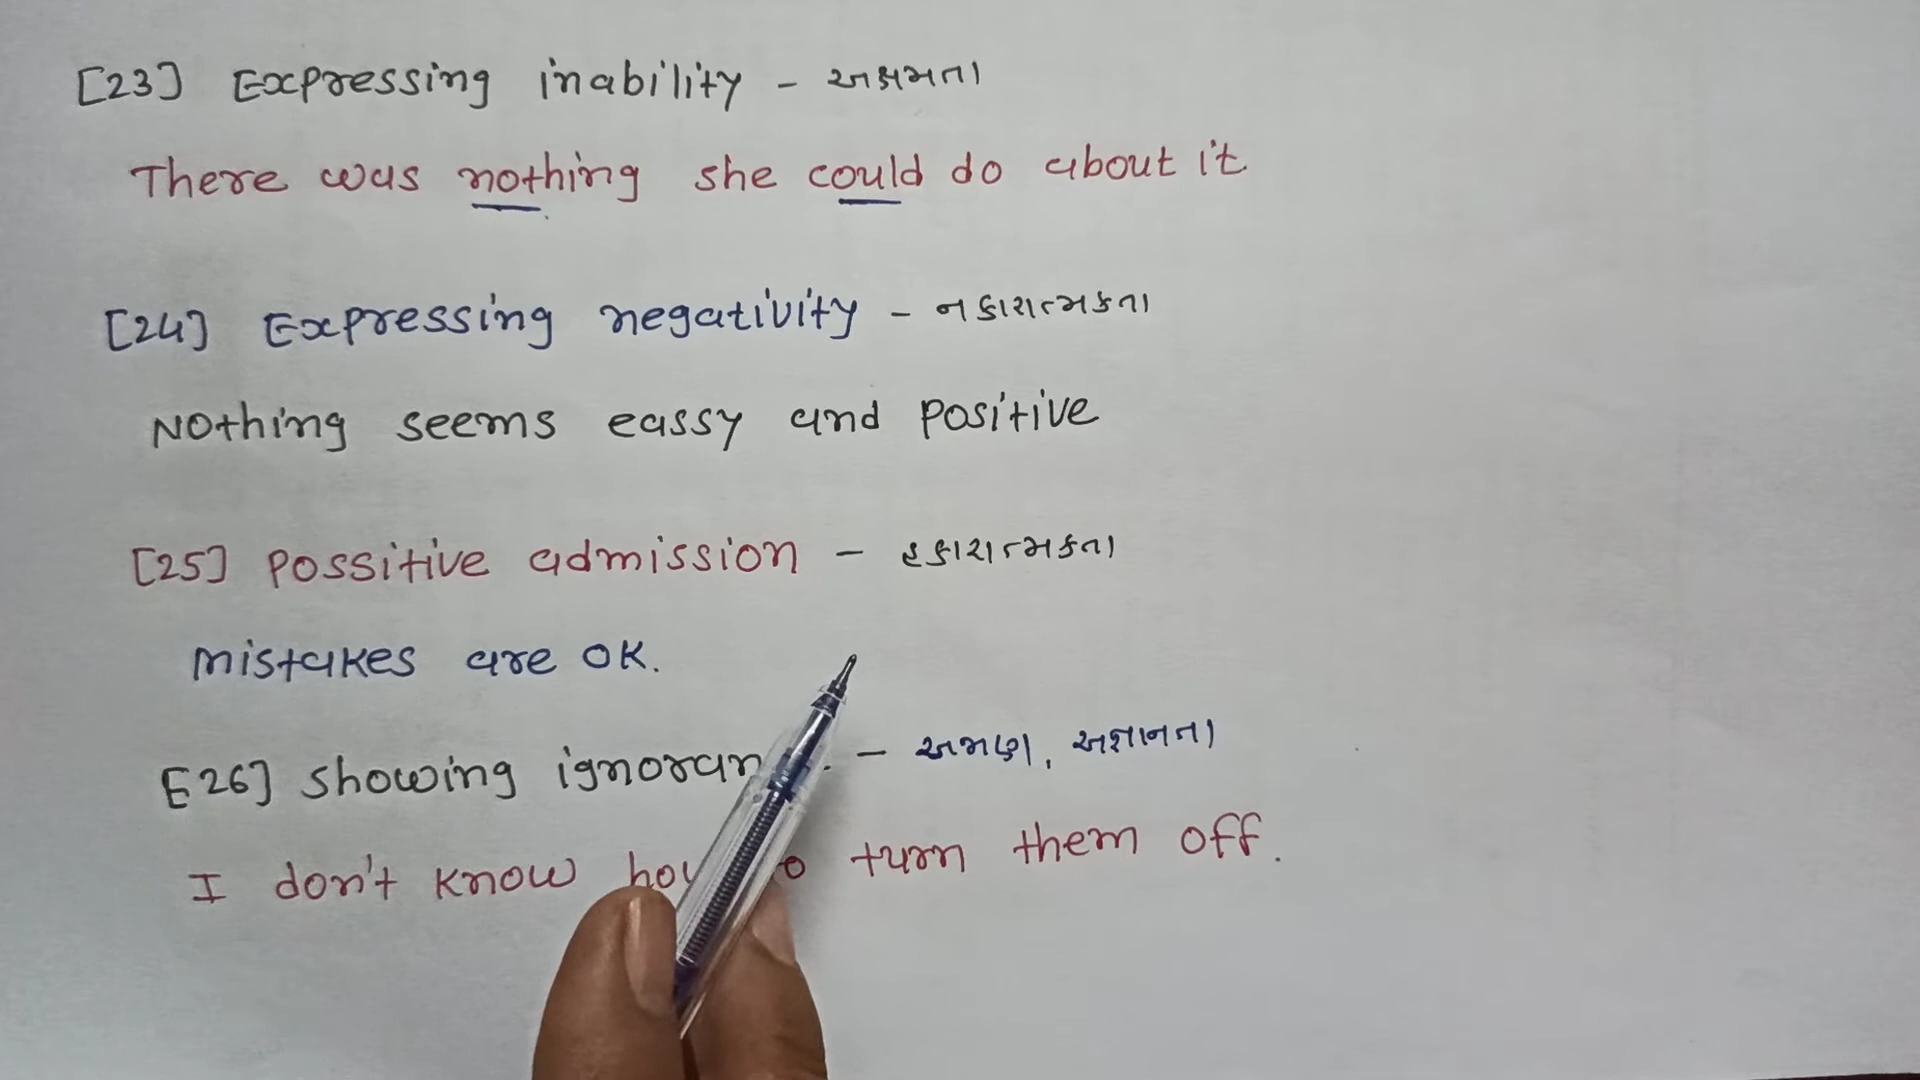 [23] Expressing inability - અક્ષમતા
There was nothing she could do about it
[24] Expressing negativity - નકારાત્મકતા
Nothing seems eassy and positive
[25] possitive admission - હકારાત્મકતા
mistakes are OK.
[26] showing - અભણ, અજ્ઞાનતા
I don't know turn them off.